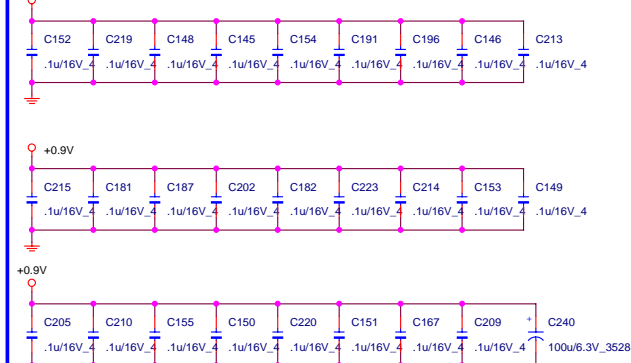 C152 C219 C148 C145 C154 C191 C196 C146 C213
.1u/16V_4 .1u/16V_4 .1u/16V_4 .1u/16V_4 .1u/16V_4 .1u/16V_4 .1u/16V_4 .1u/16V_4 .1u/16V_4
+0.9V
C215 C181 C187 C202 C182 C223 C214 C153 C149
.1u/16V_4 .1u/16V_4 .1u/16V_4 .1u/16V_4 .1u/16V_4 .1u/16V_4 .1u/16V_4 .1u/16V_4 .1u/16V_4
+0.9V
C205 C210 C155 C150 C220 C151 C167 C209 + C240
.1u/16V_4 .1u/16V_4 .1u/16V_4 .1u/16V_4 .1u/16V_4 .1u/16V_4 .1u/16V_4 .1u/16V_4 100u/6.3V_3528